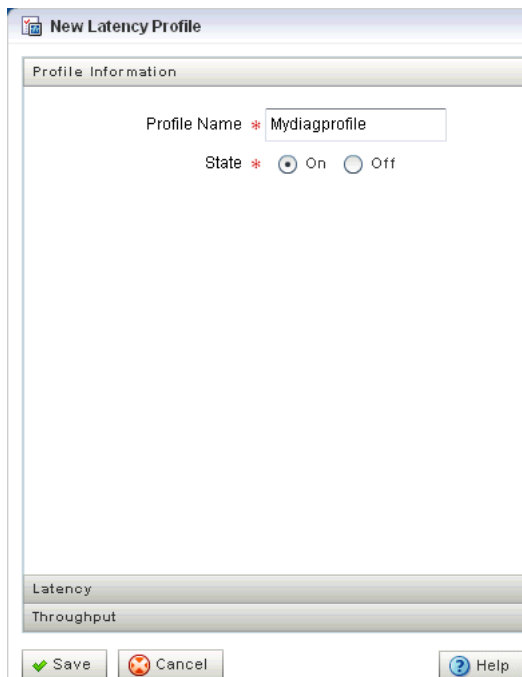 New Latency Profile
Profile Information
Profile Name * Mydiagprofile
State * On Off
Latency
Throughput
Save Cancel Help